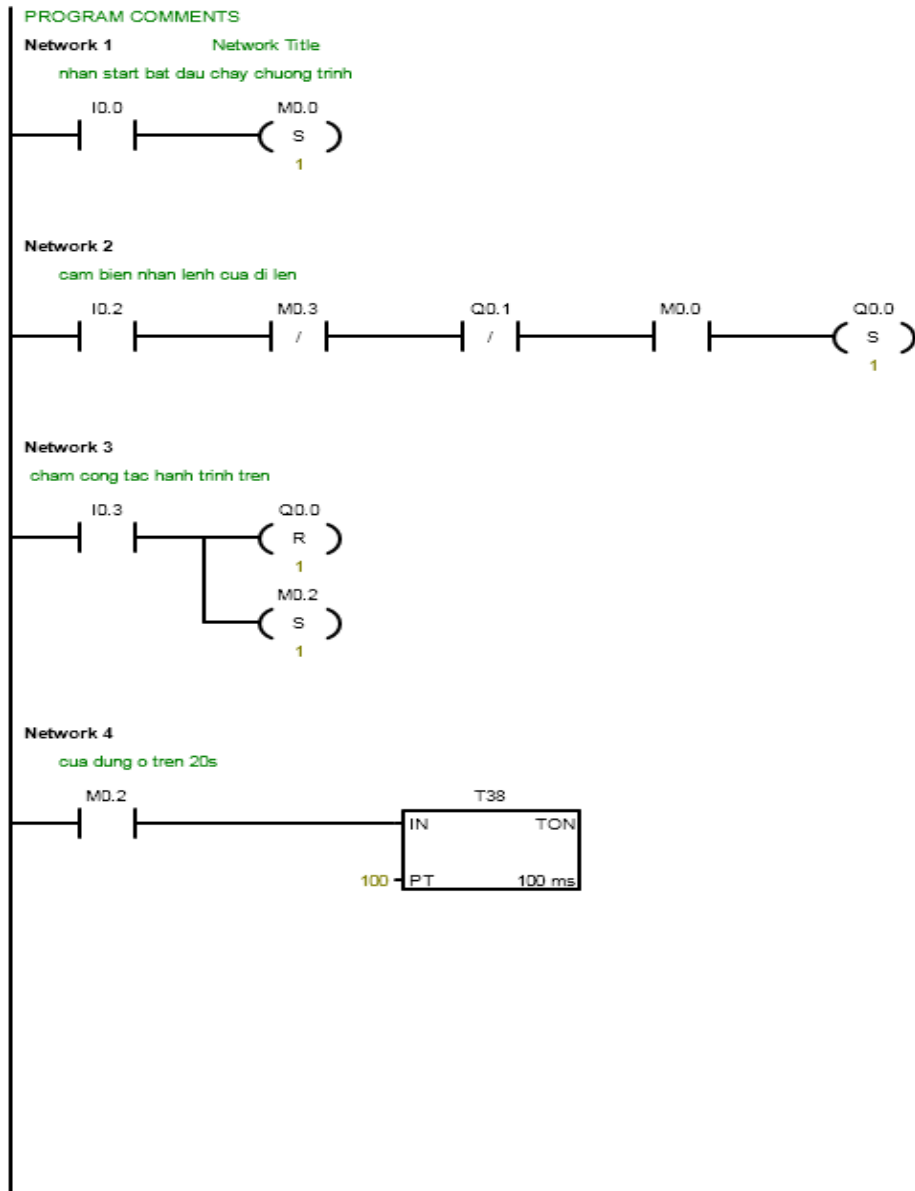 PROGRAM COMMENTS
Network 1 Network Title
nhan start bat dau chay chuong trinh
I0.0 M0.0
S
1
Network 2
cam bien nhan lenh cua di len
I0.2 M0.3 Q0.1 M0.0 Q0.0
/ / S
1
Network 3
cham cong tac hanh trinh tren
I0.3 Q0.0
R
1
M0.2
S
1
Network 4
cua dung o tren 20s
M0.2 T38
IN TON
100 PT 100 ms